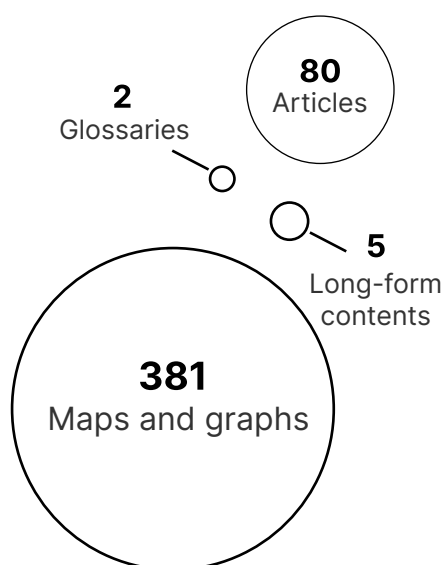 80
Articles
2
Glossaries
5
Long-form
contents
381
Maps and graphs